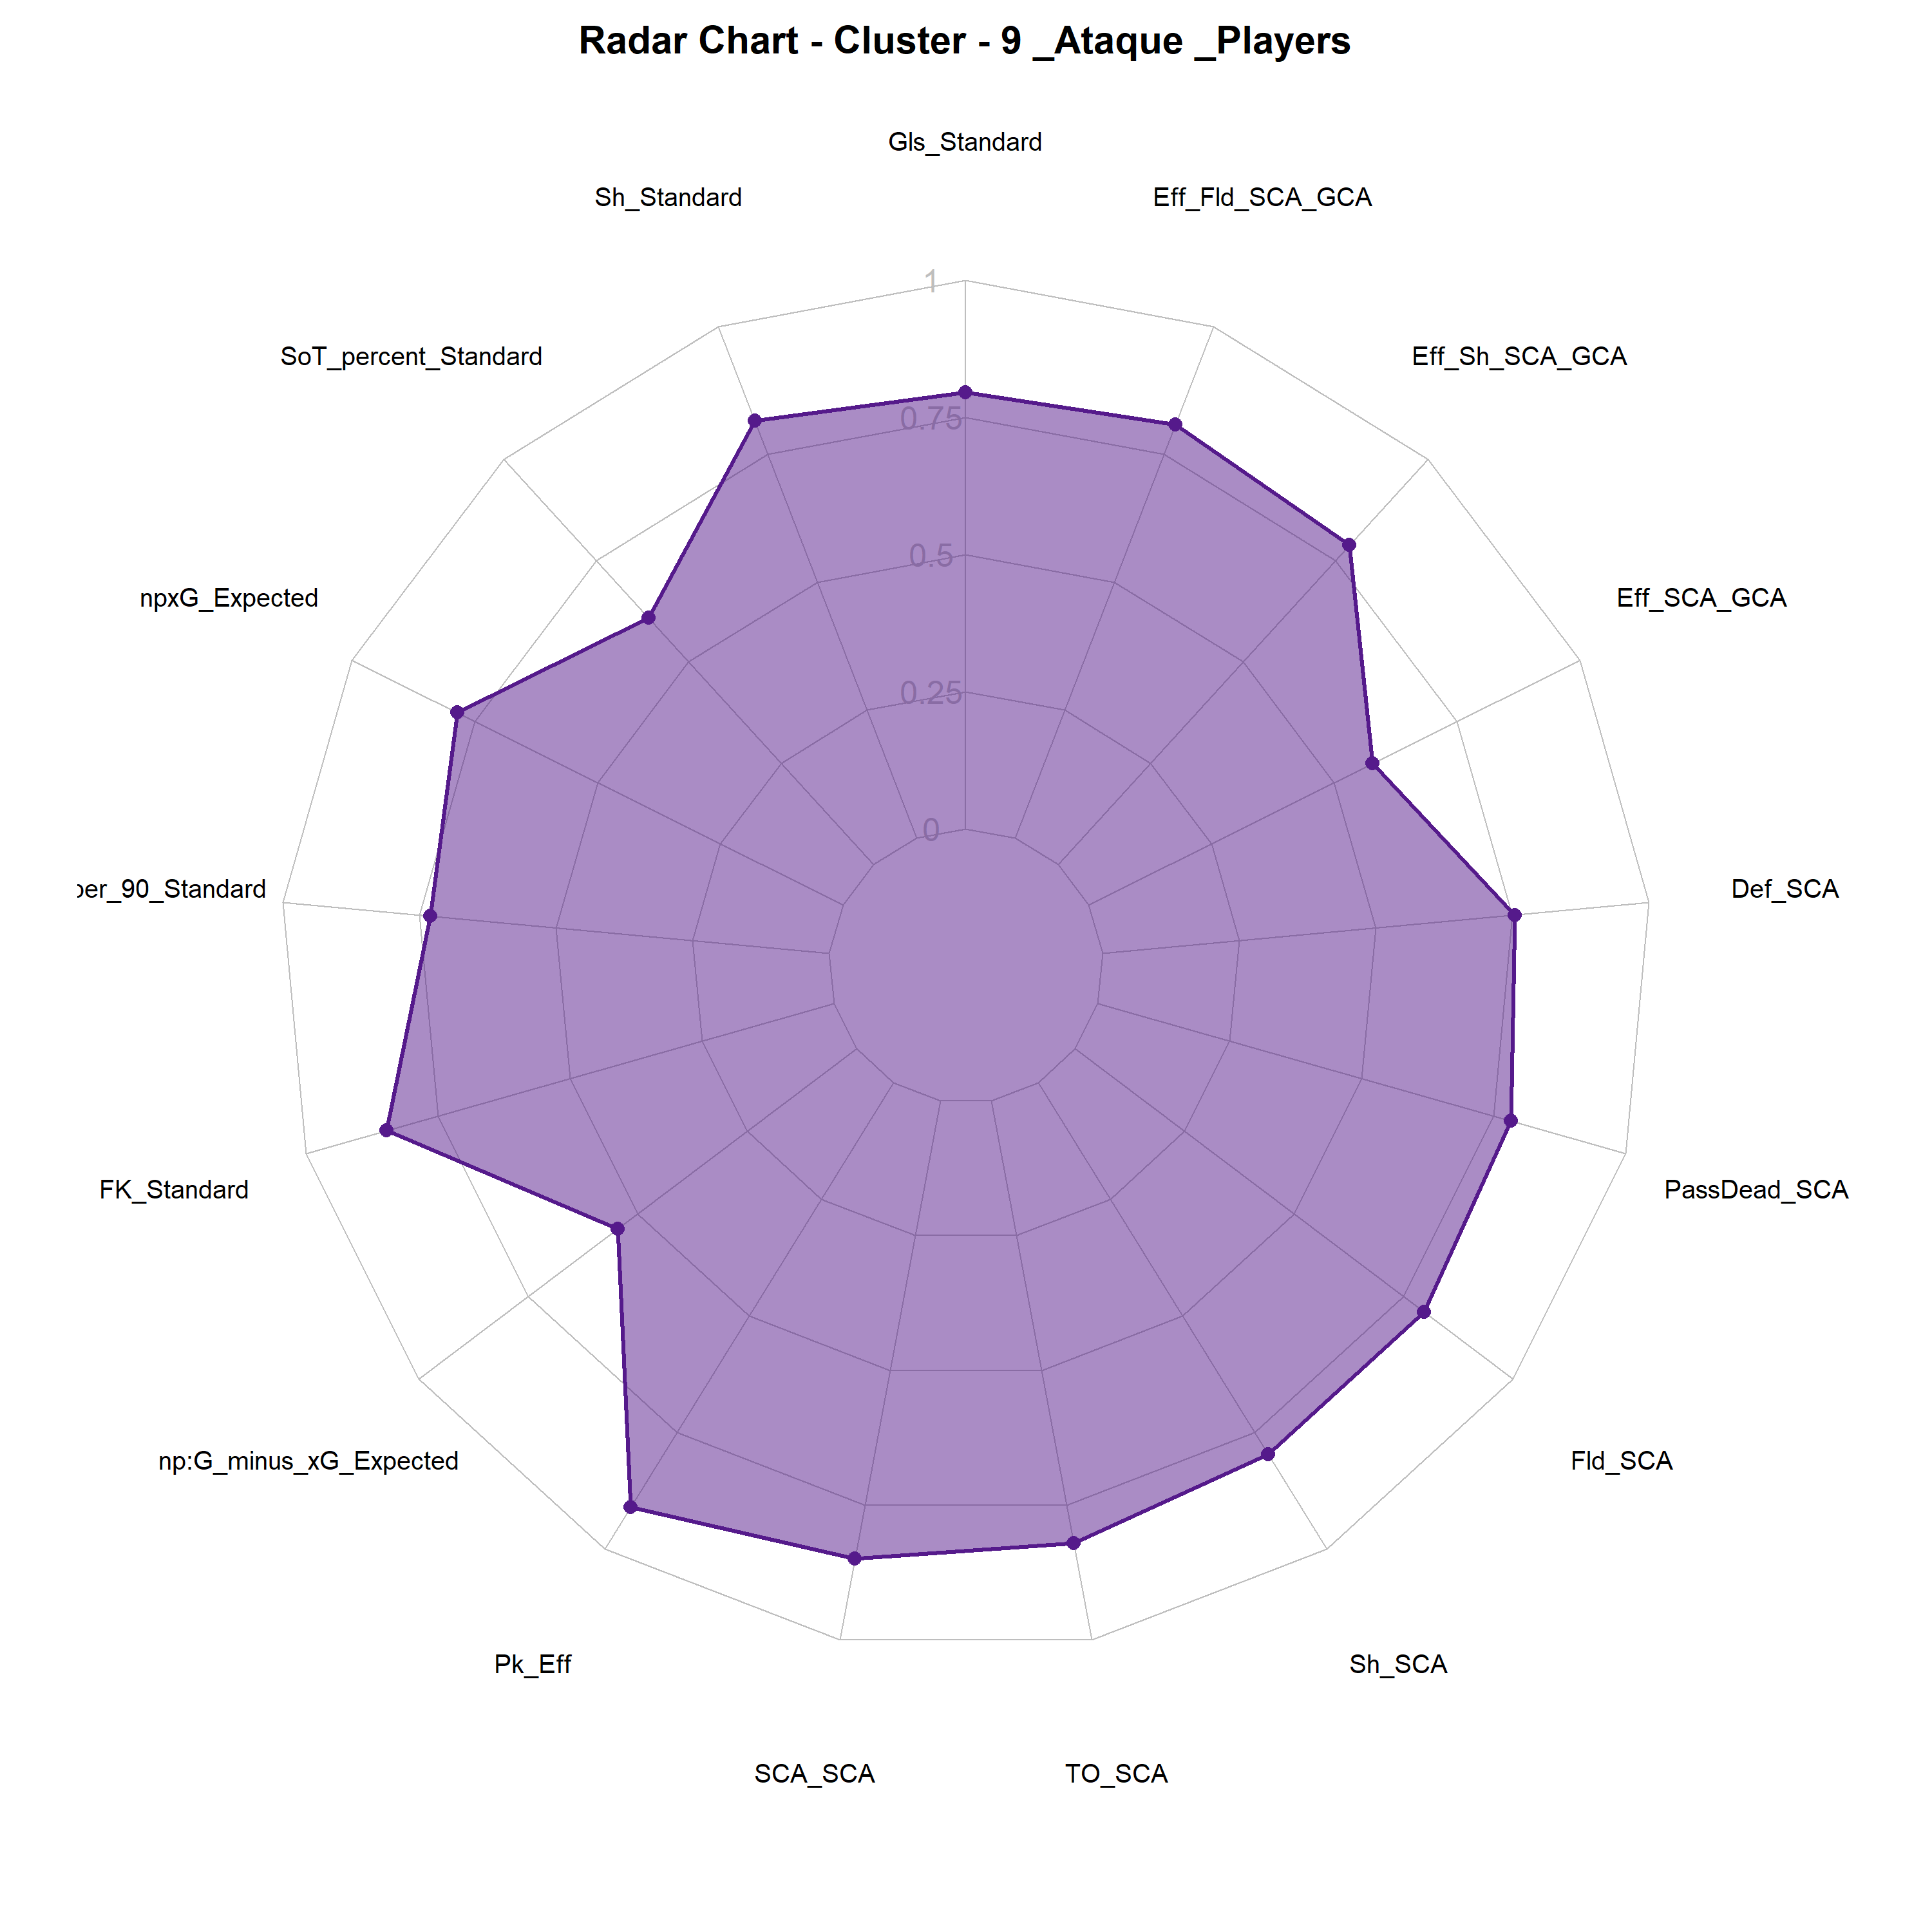 Radar Chart - Cluster - 9 _Ataque _Players
Gls_Standard
Sh_Standard
Eff_Fld_SCA_GCA
1
SoT_percent_Standard
Eff_Sh_SCA_GCA
0.75
0.5
npxG_Expected
Eff_SCA_GCA
0.25
0
per_90_Standard
Def_SCA
FK_Standard
PassDead_SCA
np:G_minus_xG_Expected
Fld_SCA
Pk_Eff
Sh_SCA
SCA_SCA
TO_SCA